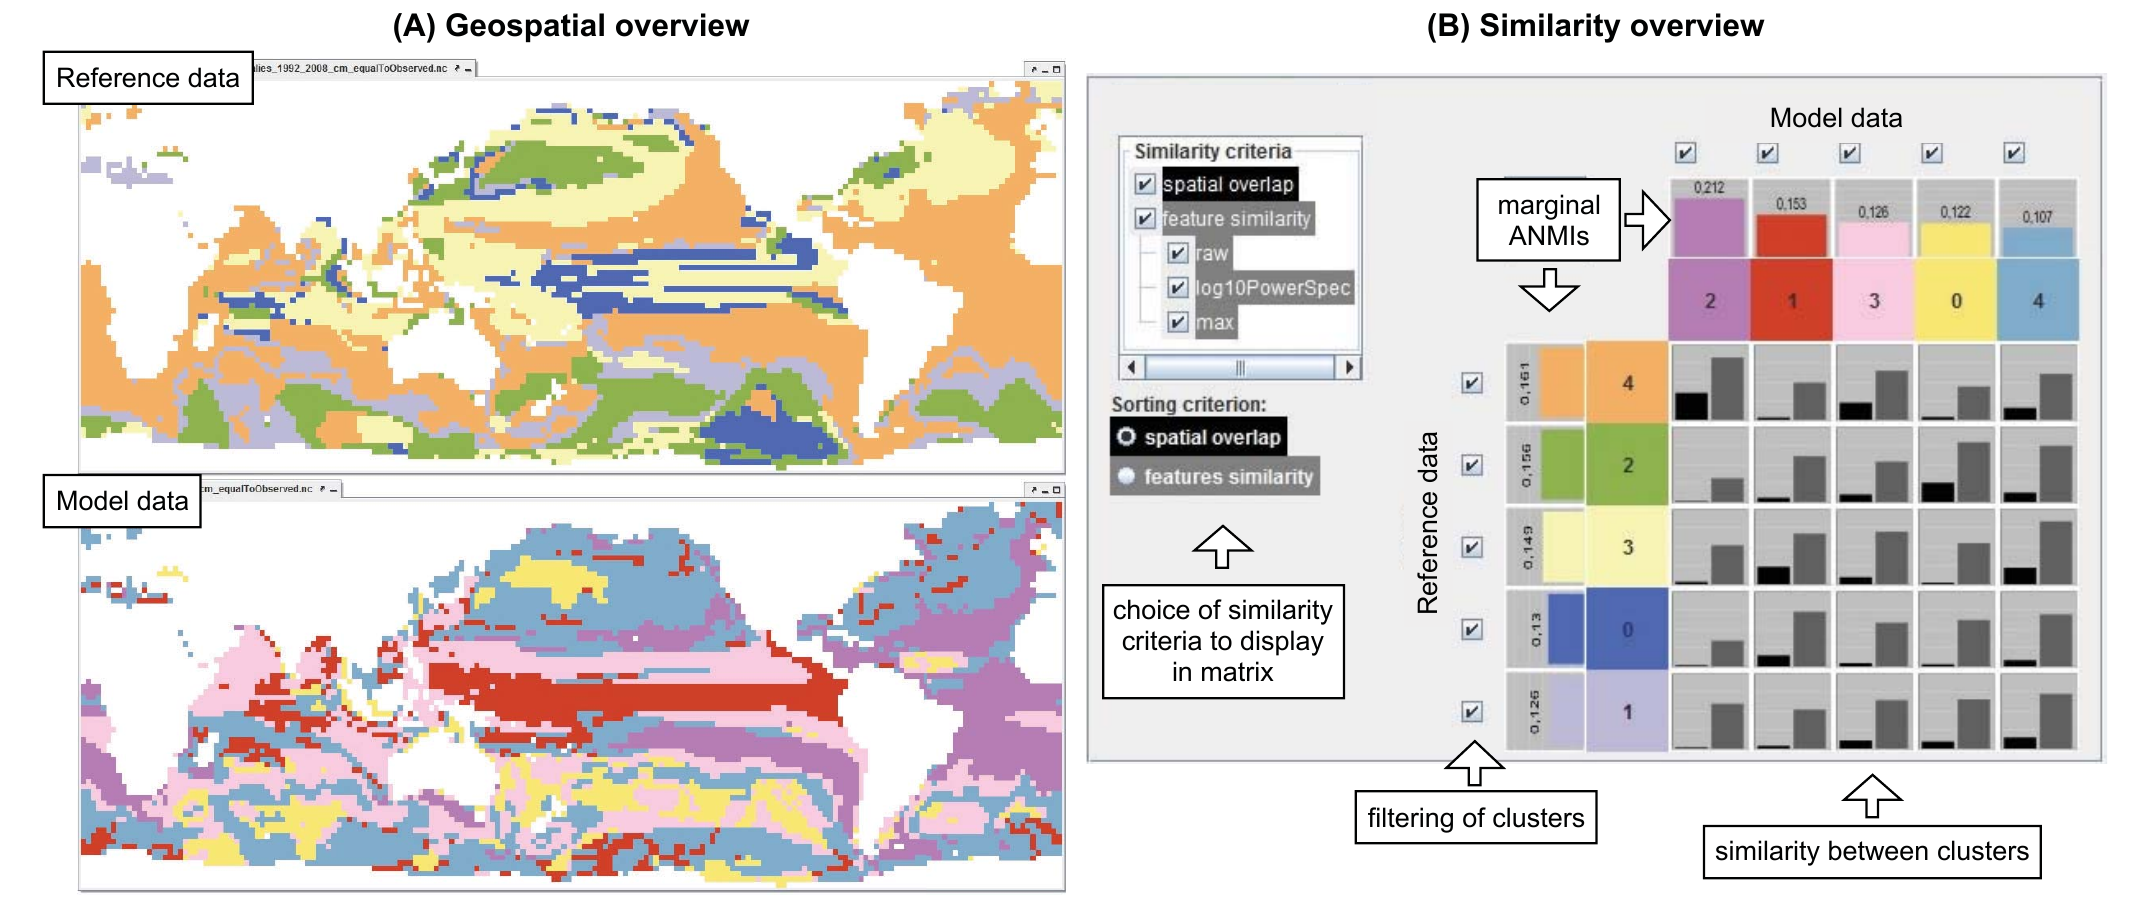 (A) Geospatial overview
Reference data
alies_1992_2008_cm_equalToObserved.nc
Model data
cm_equalToObserved.nc
(B) Similarity overview
Similarity criteria
spatial overlap
feature similarity
raw
log10PowerSpec
max
Sorting criterion:
spatial overlap
features similarity
choice of similarity
criteria to display
in matrix
Model data
marginal
ANMIs
0,212
0,153
0,126
0,122
0,107
2
1
3
0
4
Reference data
0,161
4
0,156
2
0,149
3
0,13
0
0,126
1
filtering of clusters
similarity between clusters